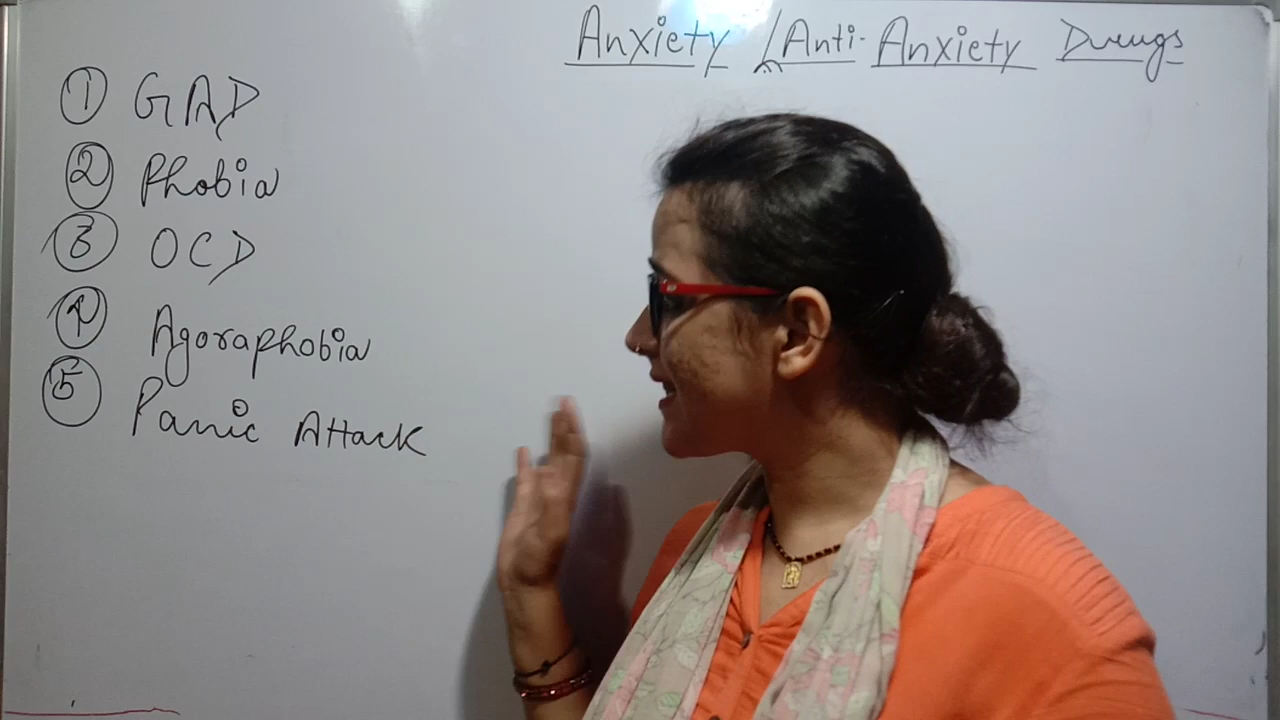 Anxiety / Anti-Anxiety Drugs
① GAD
② Phobia
③ OCD
④ Agoraphobia
⑤ Panic Attack